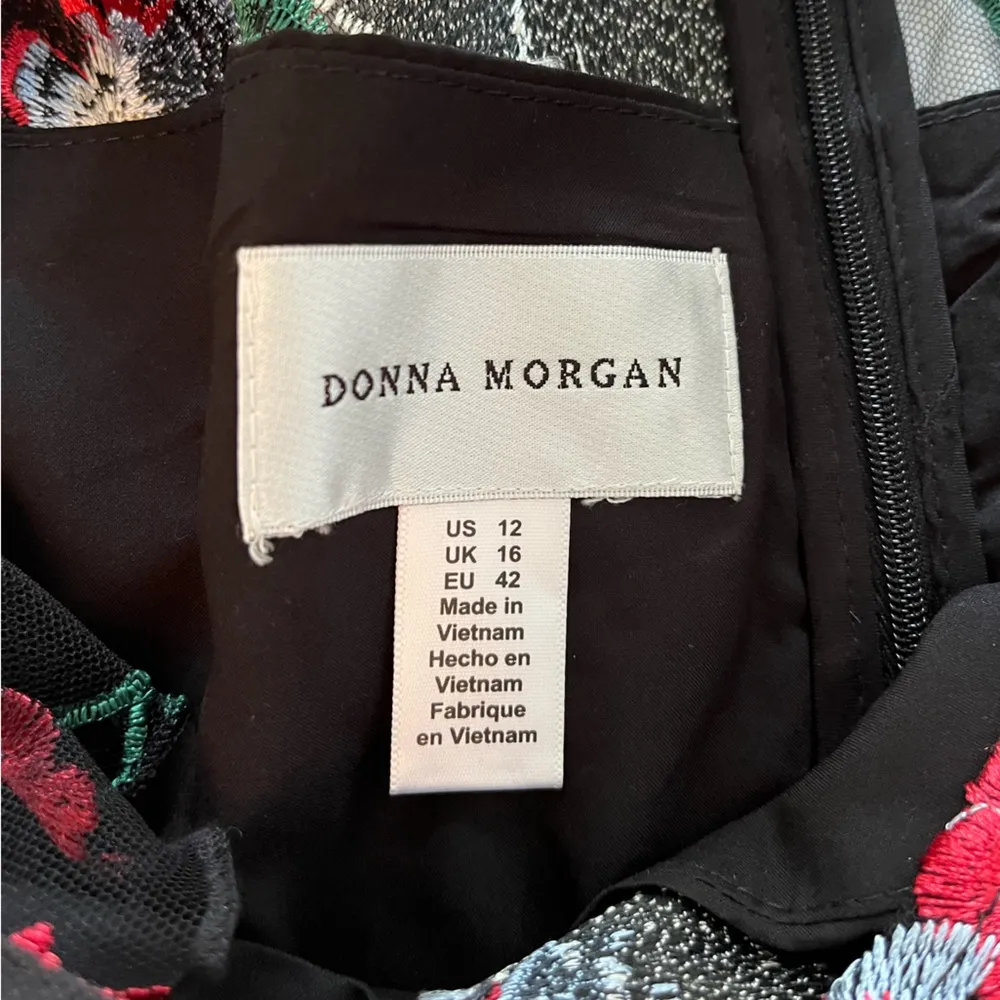 DONNA MORGAN
US 12
UK 16
EU 42
Made in
Vietnam
Hecho en
Vietnam
Fabrique
en Vietnam